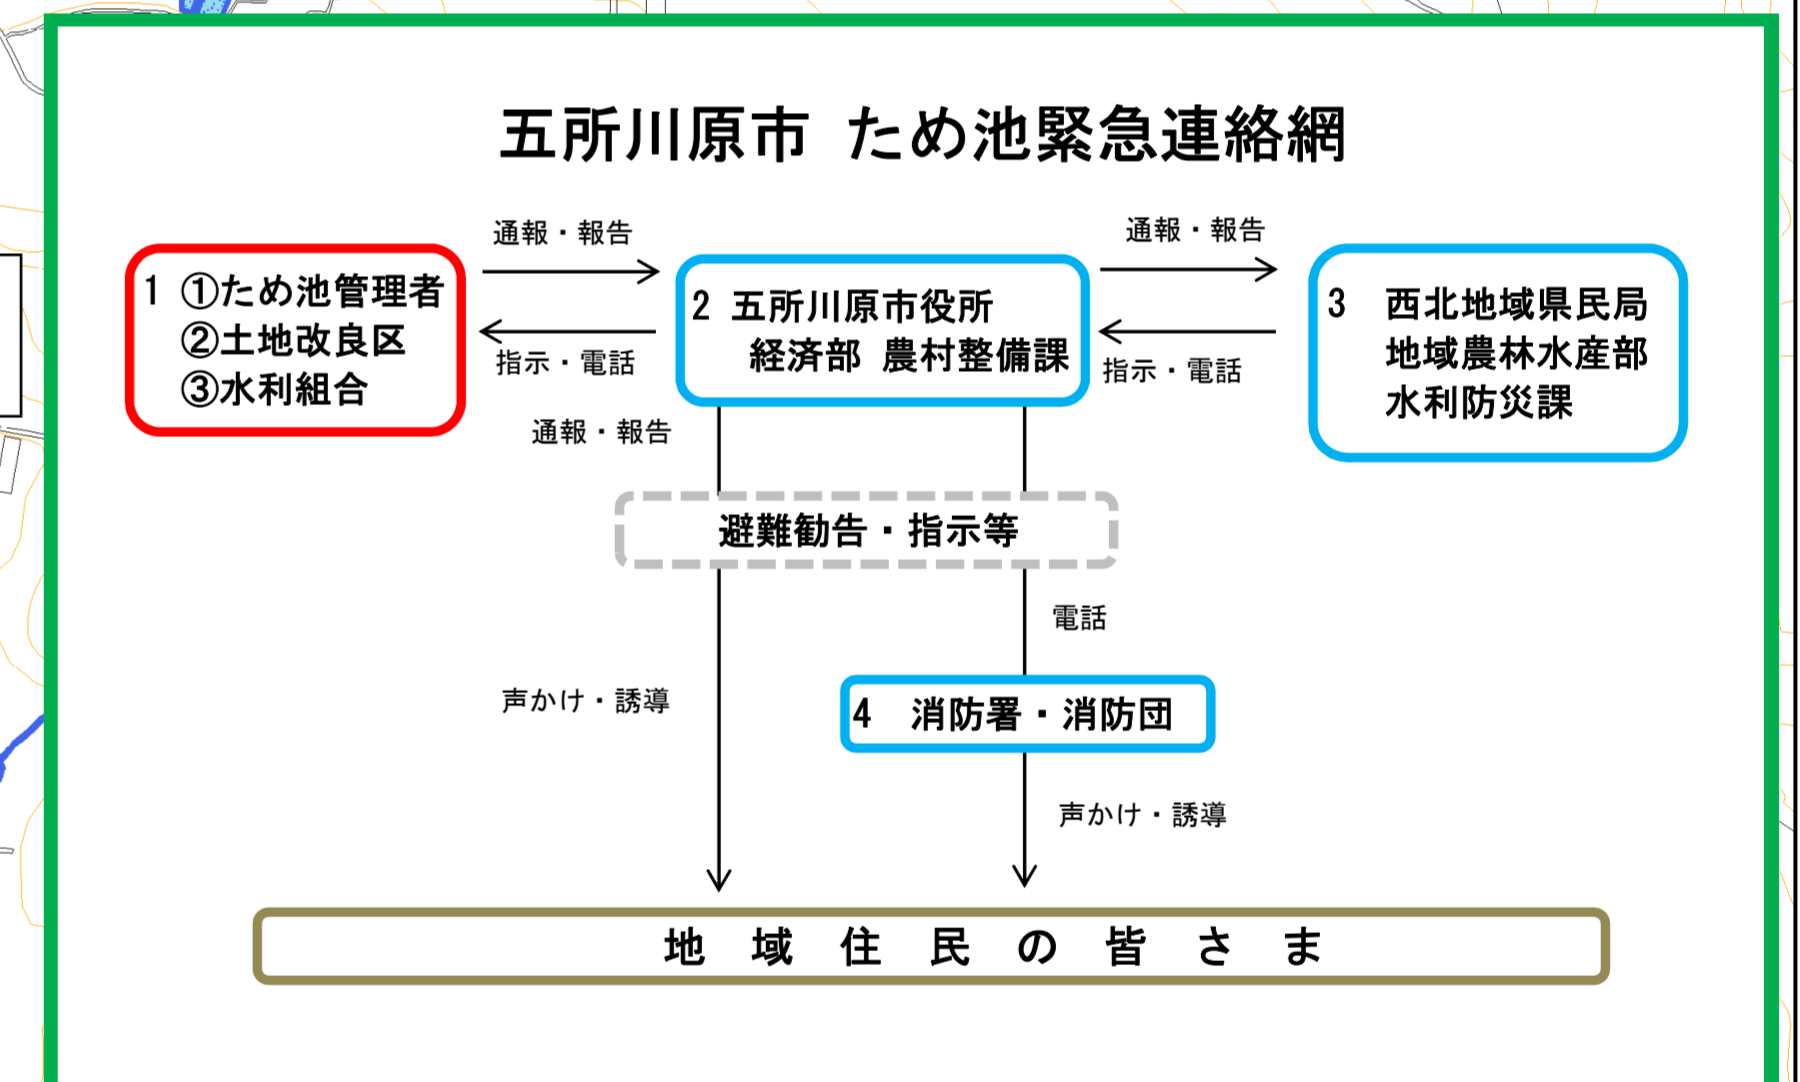 五所川原市 ため池緊急連絡網
通報・報告
通報・報告
1 ①ため池管理者
②土地改良区
③水利組合
2 五所川原市役所
経済部 農村整備課
3 西北地域県民局
地域農林水産部
水利防災課
指示・電話
指示・電話
通報・報告
避難勧告・指示等
電話
声かけ・誘導
4 消防署・消防団
声かけ・誘導
地域住民の皆さま